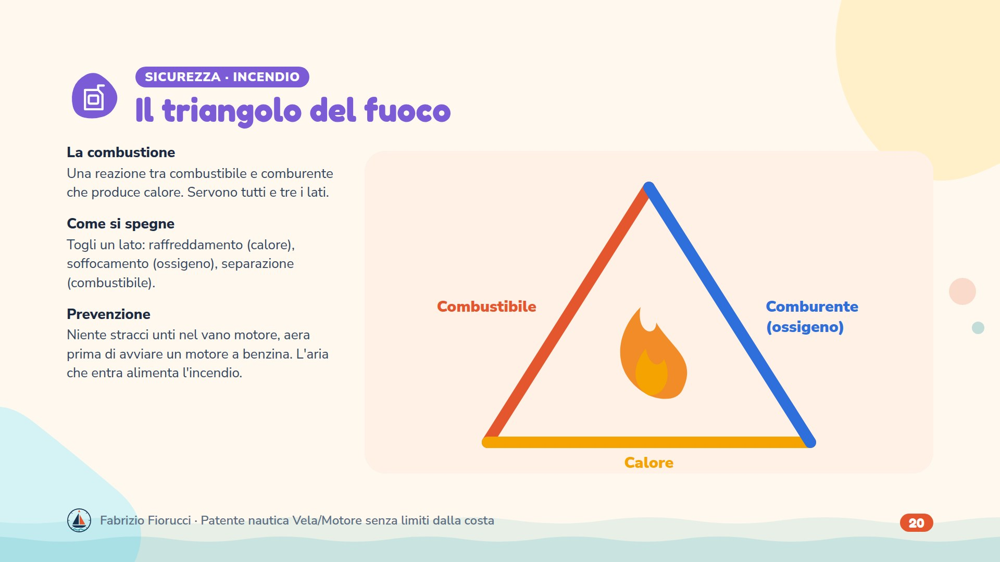 SICUREZZA · INCENDIO
Il triangolo del fuoco
La combustione
Una reazione tra combustibile e comburente
che produce calore. Servono tutti e tre i lati.
Come si spegne
Togli un lato: raffreddamento (calore),
soffocamento (ossigeno), separazione
(combustibile).
Prevenzione
Niente stracci unti nel vano motore, aera
prima di avviare un motore a benzina. L'aria
che entra alimenta l'incendio.
Combustibile
Comburente
(ossigeno)
Calore
Fabrizio Fiorucci · Patente nautica Vela/Motore senza limiti dalla costa
20